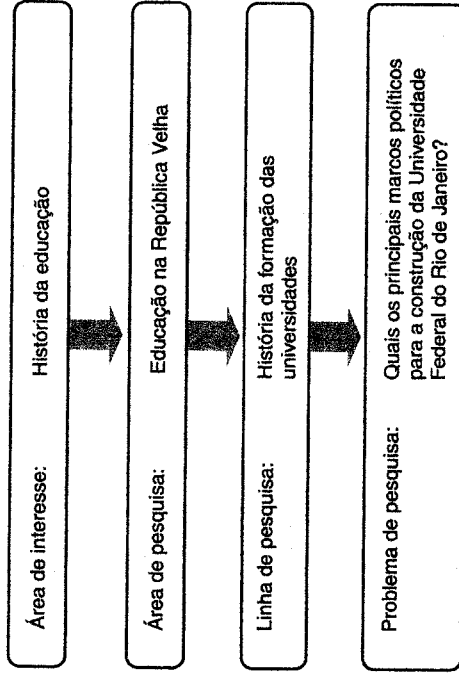 Área de interesse: História da educação
Área de pesquisa: Educação na República Velha
Linha de pesquisa: História da formação das
universidades
Problema de pesquisa: Quais os principais marcos políticos
para a construção da Universidade
Federal do Rio de Janeiro?